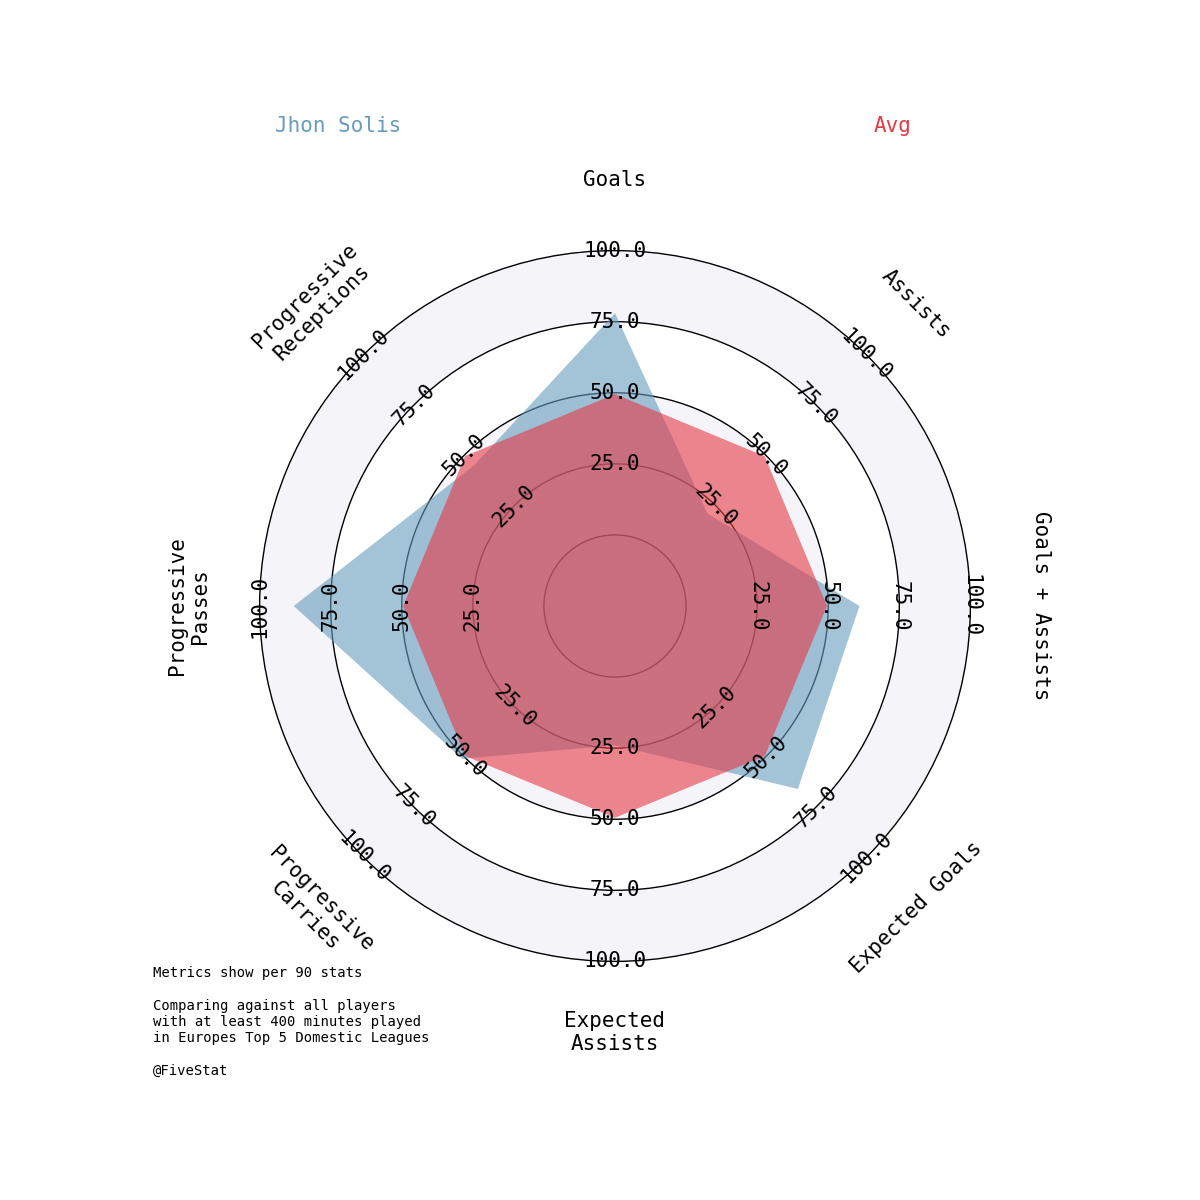 Jhon Solis
Avg
Goals
Assists
Goals + Assists
Expected Goals
Expected
Assists
Progressive
Carries
Progressive
Passes
Progressive
Receptions
25.0
50.0
75.0
100.0
25.0
50.0
75.0
100.0
25.0
50.0
75.0
100.0
25.0
50.0
75.0
100.0
25.0
50.0
75.0
100.0
25.0
50.0
75.0
100.0
25.0
50.0
75.0
100.0
25.0
50.0
75.0
100.0
Metrics show per 90 stats
Comparing against all players
with at least 400 minutes played
in Europes Top 5 Domestic Leagues
@FiveStat